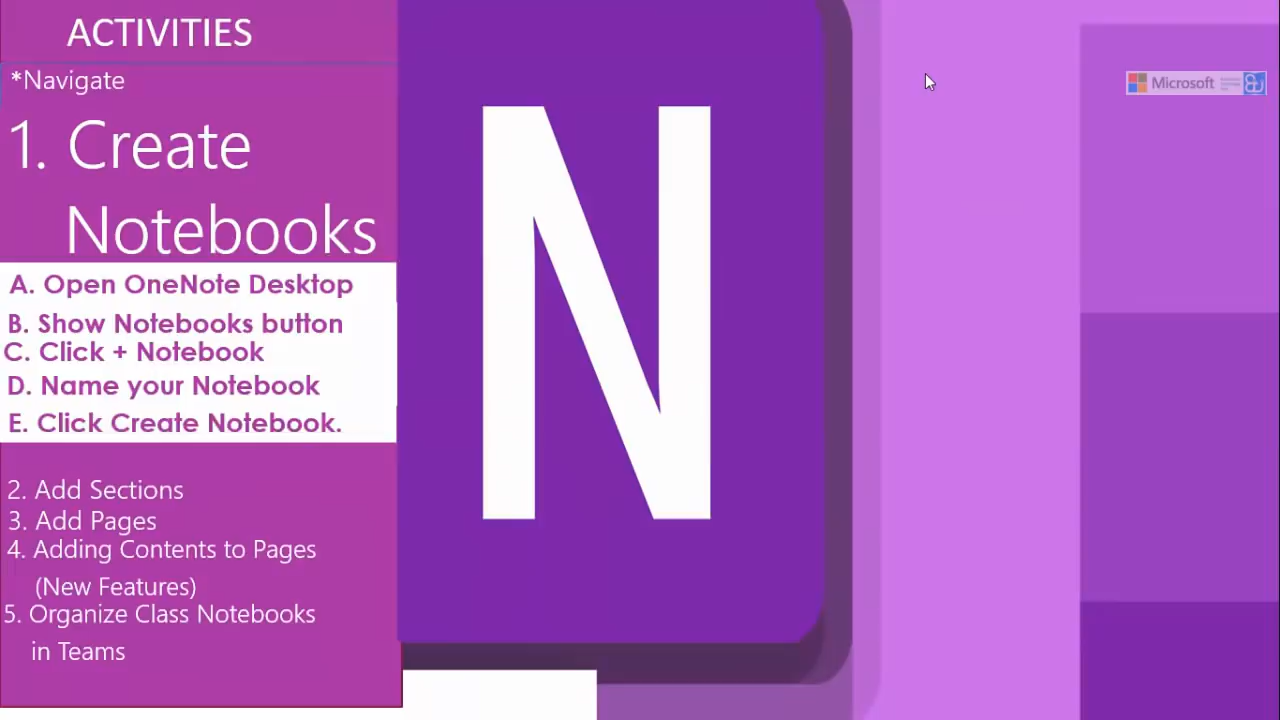 ACTIVITIES
*Navigate
1. Create
Notebooks
A. Open OneNote Desktop
B. Show Notebooks button
C. Click + Notebook
D. Name your Notebook
E. Click Create Notebook.
2. Add Sections
3. Add Pages
4. Adding Contents to Pages
(New Features)
5. Organize Class Notebooks
in Teams
N
Microsoft